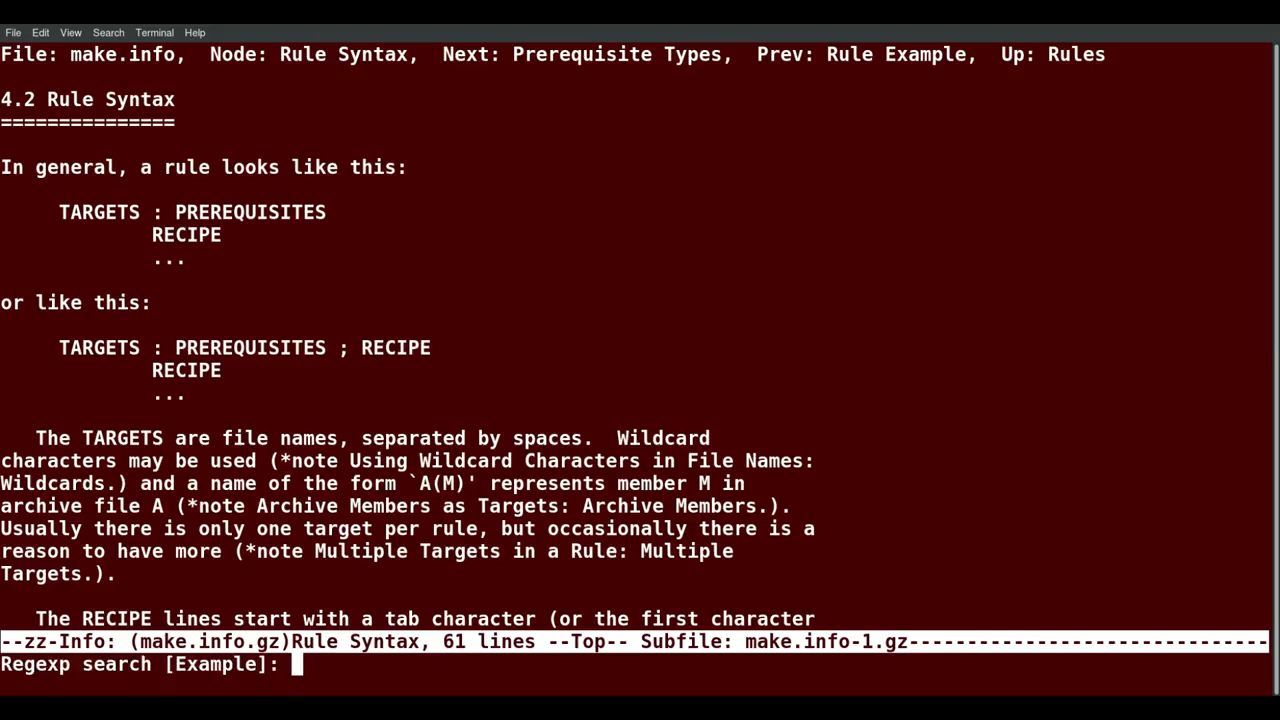 File Edit View Search Terminal Help
File: make.info,  Node: Rule Syntax,  Next: Prerequisite Types,  Prev: Rule Example,  Up: Rules
4.2 Rule Syntax
===============
In general, a rule looks like this:
TARGETS : PREREQUISITES
RECIPE
...
or like this:
TARGETS : PREREQUISITES ; RECIPE
RECIPE
...
The TARGETS are file names, separated by spaces.  Wildcard
characters may be used (*note Using Wildcard Characters in File Names:
Wildcards.) and a name of the form `A(M)' represents member M in
archive file A (*note Archive Members as Targets: Archive Members.).
Usually there is only one target per rule, but occasionally there is a
reason to have more (*note Multiple Targets in a Rule: Multiple
Targets.).
The RECIPE lines start with a tab character (or the first character
--zz-Info: (make.info.gz)Rule Syntax, 61 lines --Top-- Subfile: make.info-1.gz-------------------------------
Regexp search [Example]: